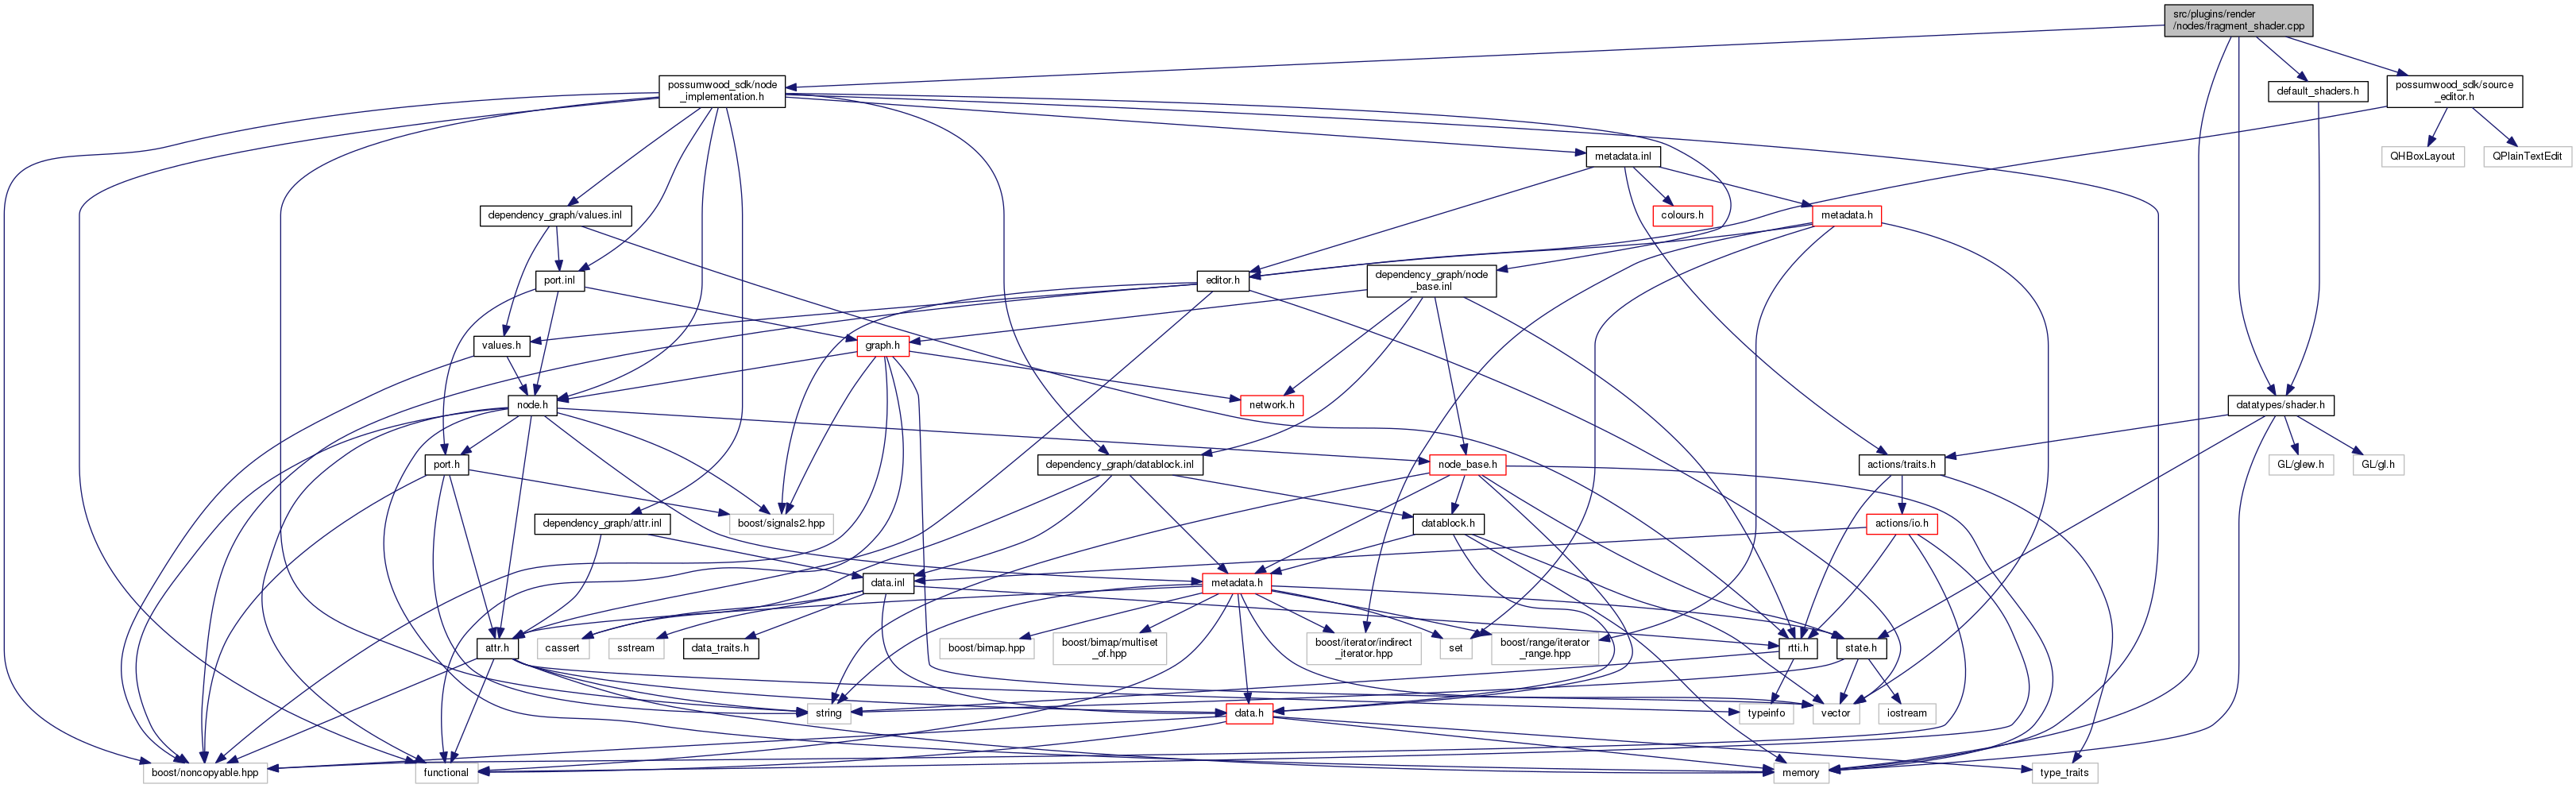 src/plugins/render
/nodes/fragment_shader.cpp
possumwood_sdk/node
_implementation.h
default_shaders.h
possumwood_sdk/source
_editor.h
metadata.inl
QHBoxLayout
QPlainTextEdit
dependency_graph/values.inl
colours.h
metadata.h
port.inl
editor.h
dependency_graph/node
_base.inl
values.h
graph.h
node.h
network.h
datatypes/shader.h
port.h
dependency_graph/datablock.inl
node_base.h
actions/traits.h
GL/glew.h
GL/gl.h
dependency_graph/attr.inl
boost/signals2.hpp
datablock.h
actions/io.h
data.inl
metadata.h
attr.h
cassert
sstream
data_traits.h
boost/bimap.hpp
boost/bimap/multiset
_of.hpp
boost/iterator/indirect
_iterator.hpp
set
boost/range/iterator
_range.hpp
rtti.h
state.h
string
data.h
typeinfo
vector
iostream
boost/noncopyable.hpp
functional
memory
type_traits